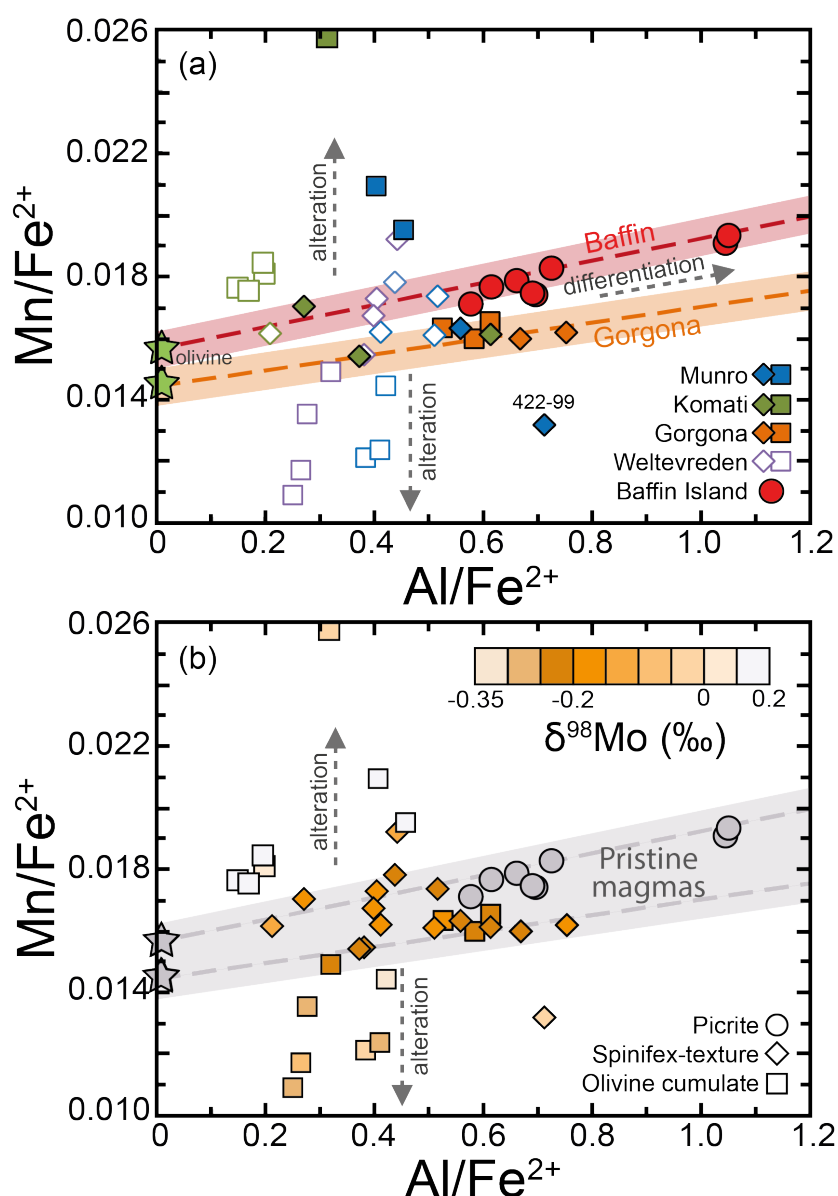 0.026
(a)
0.022
alteration
Baffin
Mn/Fe2+
0.018
differentiation
olivine
Gorgona
0.014
422-99
alteration
Munro
Komati
Gorgona
Weltevreden
Baffin Island
0.010
0 0.2 0.4 0.6 0.8 1.0 1.2
Al/Fe2+
0.026
(b)
-0.35 -0.2 0 0.2
δ98Mo (‰)
0.022
alteration
Mn/Fe2+
0.018
Pristine
magmas
0.014
alteration
Picrite
Spinifex-texture
Olivine cumulate
0.010
0 0.2 0.4 0.6 0.8 1.0 1.2
Al/Fe2+